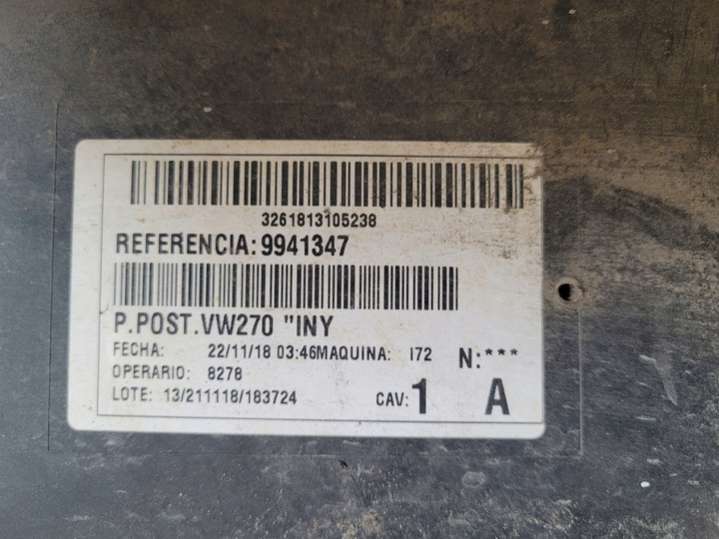 3261813105238
REFERENCIA: 9941347
P.POST.VW270 "INY
FECHA: 22/11/18 03:46MAQUINA: I72 N:***
OPERARIO: 8278
LOTE: 13/211118/183724 CAV: 1 A